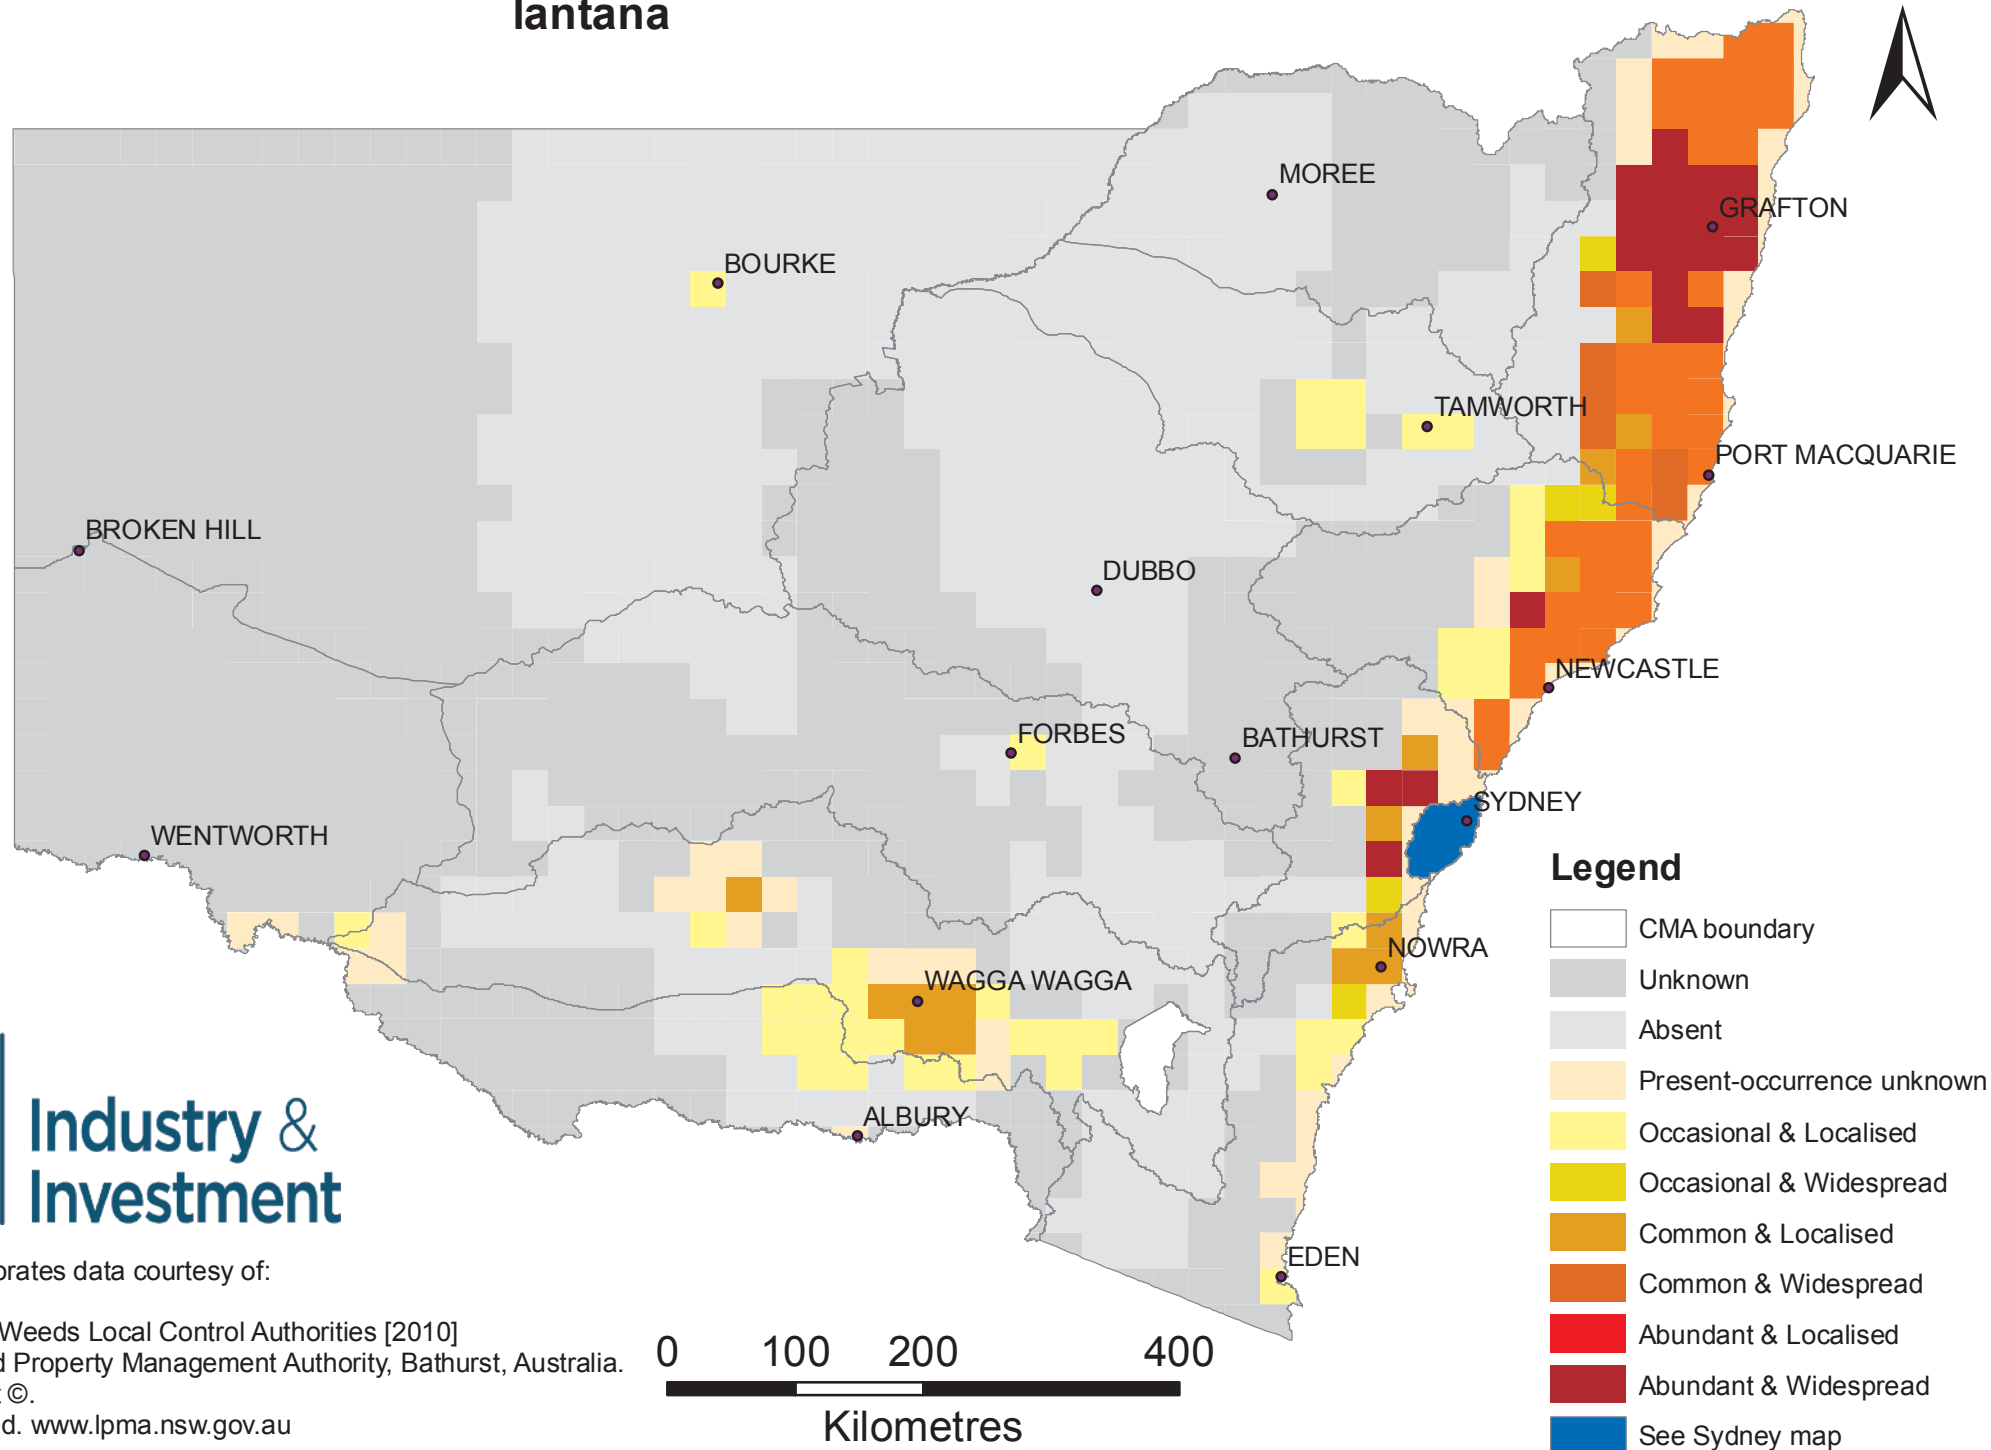 lantana
MOREE
GRAFTON
BOURKE
TAMWORTH
PORT MACQUARIE
BROKEN HILL
DUBBO
NEWCASTLE
FORBES
BATHURST
SYDNEY
WENTWORTH
NOWRA
WAGGA WAGGA
ALBURY
EDEN
Legend
CMA boundary
Unknown
Absent
Present-occurrence unknown
Occasional & Localised
Occasional & Widespread
Common & Localised
Common & Widespread
Abundant & Localised
Abundant & Widespread
See Sydney map
Industry &
Investment
orates data courtesy of:
Weeds Local Control Authorities [2010]
d Property Management Authority, Bathurst, Australia.
t ©.
d. www.lpma.nsw.gov.au
0 100 200 400
Kilometres